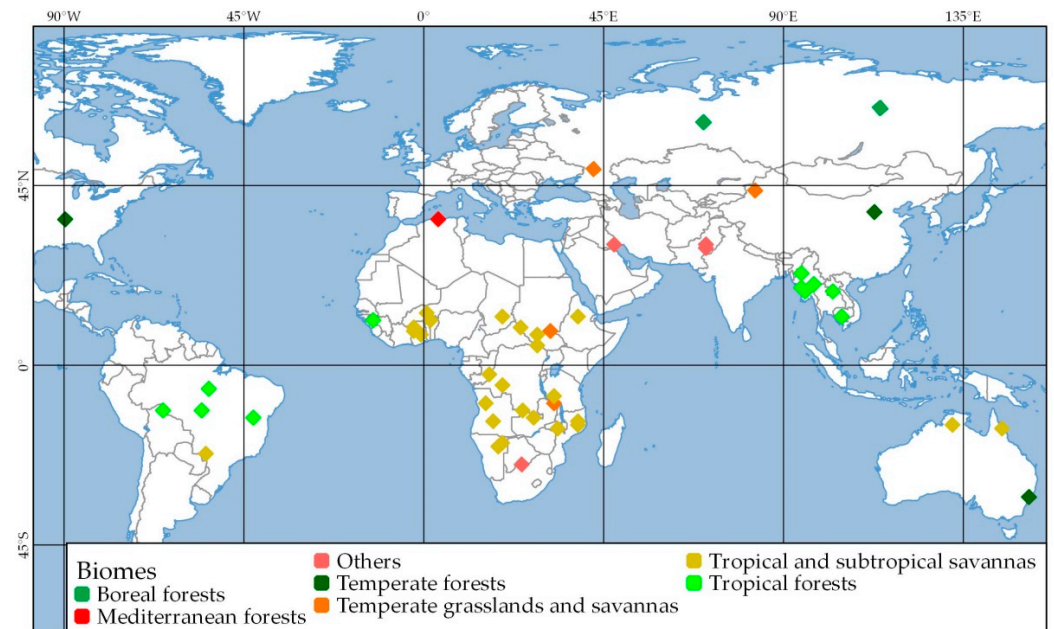 90°W 45°W 0° 45°E 90°E 135°E
45°N
0°
45°S
Biomes
Boreal forests
Mediterranean forests
Others
Temperate forests
Temperate grasslands and savannas
Tropical and subtropical savannas
Tropical forests